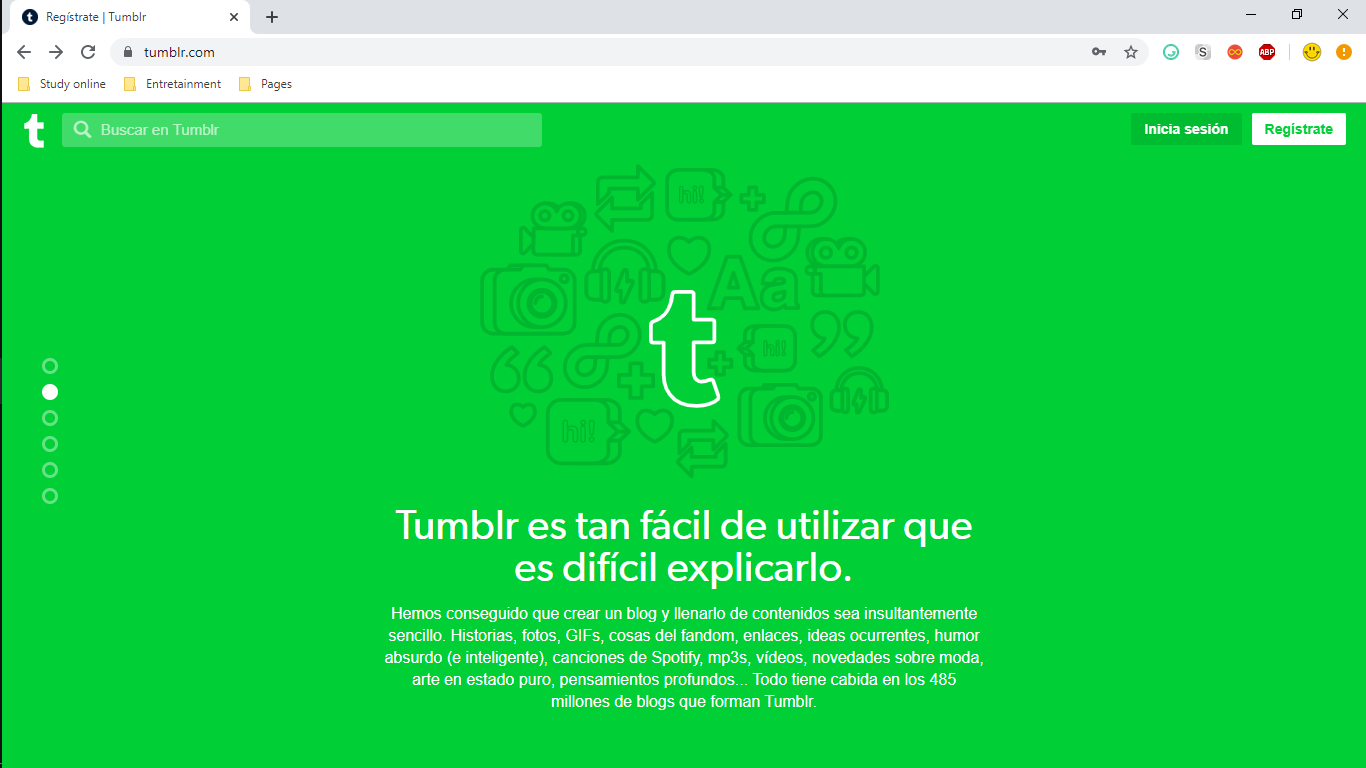 Regístrate | Tumblr
tumblr.com
S
ABP
Study online
Entretainment
Pages
t
Buscar en Tumblr
Inicia sesión
Regístrate
hi!
Aa
t
hi!
hi!
Tumblr es tan fácil de utilizar que
es difícil explicarlo.
Hemos conseguido que crear un blog y llenarlo de contenidos sea insultantemente
sencillo. Historias, fotos, GIFs, cosas del fandom, enlaces, ideas ocurrentes, humor
absurdo (e inteligente), canciones de Spotify, mp3s, vídeos, novedades sobre moda,
arte en estado puro, pensamientos profundos... Todo tiene cabida en los 485
millones de blogs que forman Tumblr.